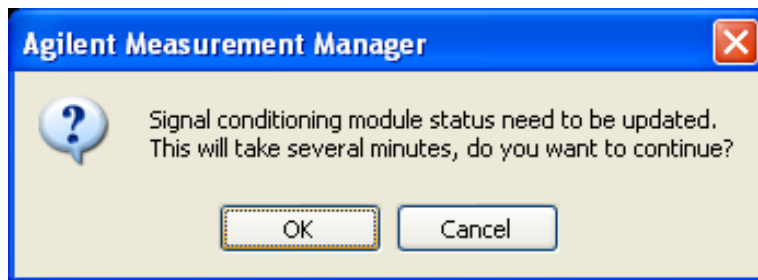 Agilent Measurement Manager
Signal conditioning module status need to be updated.
This will take several minutes, do you want to continue?
OK
Cancel